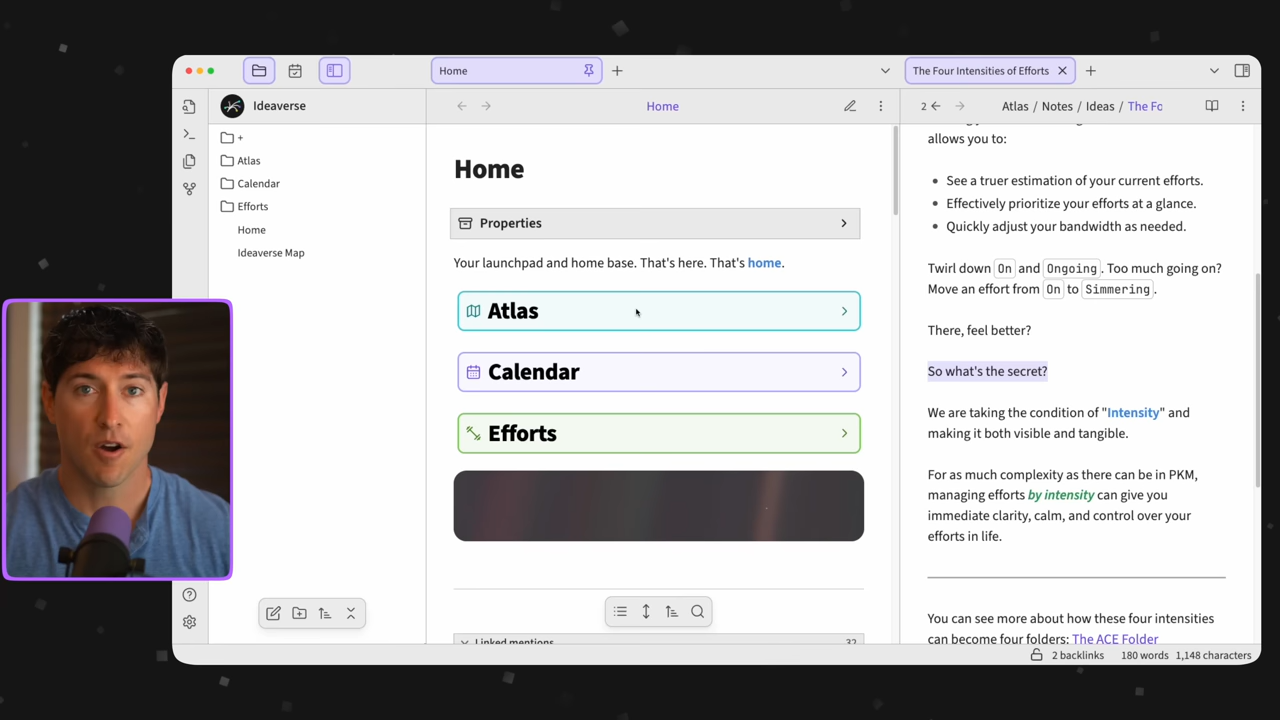 Home
The Four Intensities of Efforts
Ideaverse
Home
2
Atlas / Notes / Ideas / The Fo
+
Atlas
Calendar
Efforts
Home
Ideaverse Map
Home
Properties
Your launchpad and home base. That's here. That's home.
Atlas
Calendar
Efforts
Linked mentions
32
allows you to:
• See a truer estimation of your current efforts.
• Effectively prioritize your efforts at a glance.
• Quickly adjust your bandwidth as needed.
Twirl down On and Ongoing. Too much going on?
Move an effort from On to Simmering.
There, feel better?
So what's the secret?
We are taking the condition of "Intensity" and
making it both visible and tangible.
For as much complexity as there can be in PKM,
managing efforts by intensity can give you
immediate clarity, calm, and control over your
efforts in life.
You can see more about how these four intensities
can become four folders: The ACE Folder
2 backlinks 180 words 1,148 characters